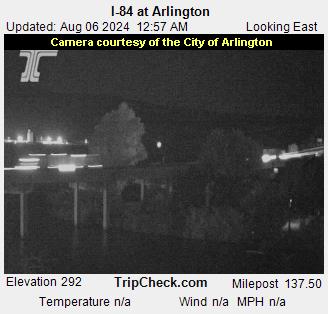 I-84 at Arlington
Updated: Aug 06 2024 12:57 AM Looking East
Camera courtesy of the City of Arlington
Elevation 292 TripCheck.com Milepost 137.50
Temperature n/a Wind n/a MPH n/a